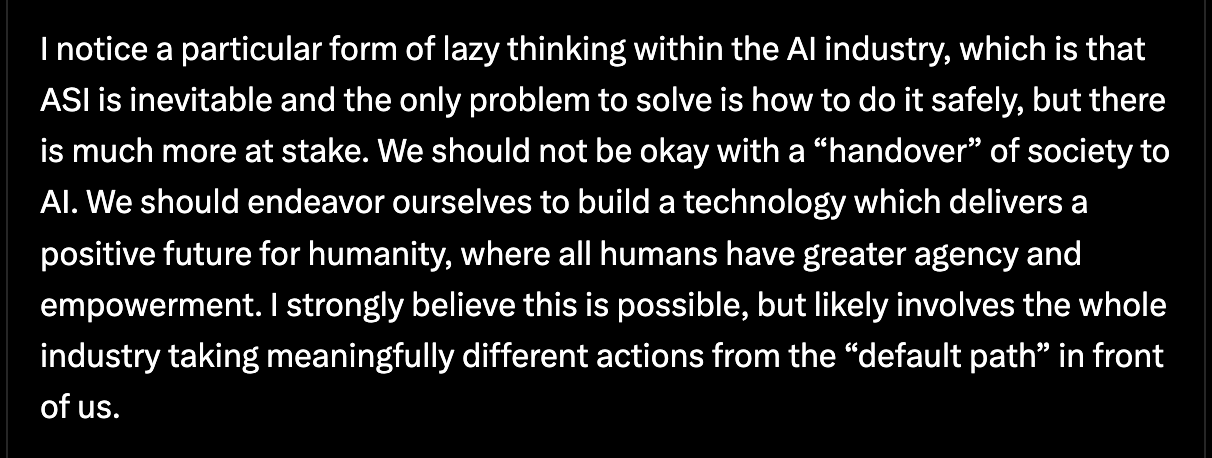 I notice a particular form of lazy thinking within the AI industry, which is that
ASI is inevitable and the only problem to solve is how to do it safely, but there
is much more at stake. We should not be okay with a “handover” of society to
AI. We should endeavor ourselves to build a technology which delivers a
positive future for humanity, where all humans have greater agency and
empowerment. I strongly believe this is possible, but likely involves the whole
industry taking meaningfully different actions from the “default path” in front
of us.